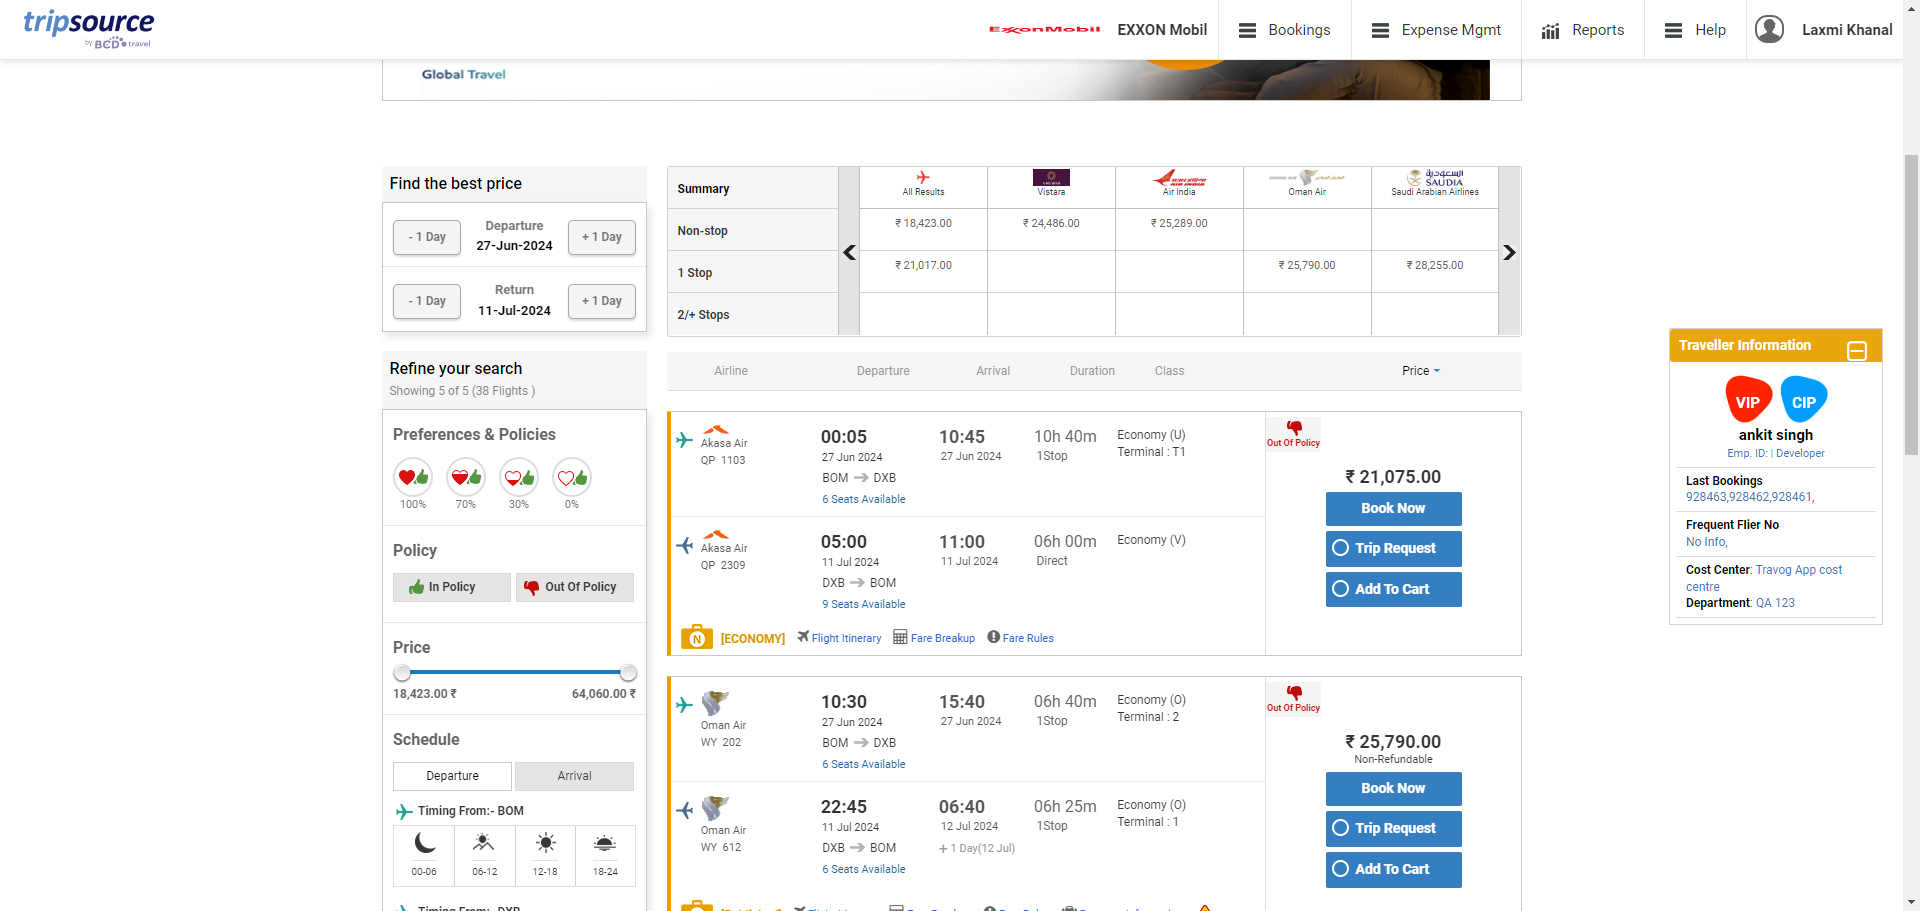 tripsource
by BCD travel
ExxonMobil
EXXON Mobil
Bookings
Expense Mgmt
Reports
Help
Laxmi Khanal
Global Travel
Find the best price
- 1 Day
Departure
27-Jun-2024
+ 1 Day
- 1 Day
Return
11-Jul-2024
+ 1 Day
Refine your search
Showing 5 of 5 (38 Flights )
Preferences & Policies
100%
70%
30%
0%
Policy
In Policy
Out Of Policy
Price
18,423.00 ₹
64,060.00 ₹
Schedule
Departure
Arrival
Timing From:- BOM
00-06
06-12
12-18
18-24
Timing From:- DXB
Summary
All Results
Vistara
Air India
Oman Air
السعودية
SAUDIA
Saudi Arabian Airlines
Non-stop
₹ 18,423.00
₹ 24,486.00
₹ 25,289.00
1 Stop
₹ 21,017.00
₹ 25,790.00
₹ 28,255.00
2/+ Stops
Airline
Departure
Arrival
Duration
Class
Price
Akasa Air
QP 1103
00:05
27 Jun 2024
BOM DXB
6 Seats Available
10:45
27 Jun 2024
10h 40m
1Stop
Economy (U)
Terminal : T1
Akasa Air
QP 2309
05:00
11 Jul 2024
DXB BOM
9 Seats Available
11:00
11 Jul 2024
06h 00m
Direct
Economy (V)
N
[ECONOMY]
Flight Itinerary
Fare Breakup
Fare Rules
Out Of Policy
₹ 21,075.00
Book Now
Trip Request
Add To Cart
Oman Air
WY 202
10:30
27 Jun 2024
BOM DXB
6 Seats Available
15:40
27 Jun 2024
06h 40m
1Stop
Economy (O)
Terminal : 2
Oman Air
WY 612
22:45
11 Jul 2024
DXB BOM
6 Seats Available
06:40
12 Jul 2024
+ 1 Day(12 Jul)
06h 25m
1Stop
Economy (O)
Terminal : 1
Out Of Policy
₹ 25,790.00
Non-Refundable
Book Now
Trip Request
Add To Cart
Traveller Information
VIP
CIP
ankit singh
Emp. ID: | Developer
Last Bookings
928463,928462,928461,
Frequent Flier No
No Info,
Cost Center: Travog App cost
centre
Department: QA 123